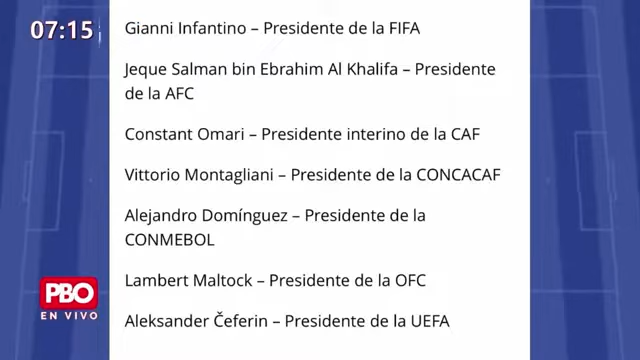 07:15
Gianni Infantino – Presidente de la FIFA
Jeque Salman bin Ebrahim Al Khalifa – Presidente
de la AFC
Constant Omari – Presidente interino de la CAF
Vittorio Montagliani – Presidente de la CONCACAF
Alejandro Domínguez – Presidente de la
CONMEBOL
Lambert Maltock – Presidente de la OFC
Aleksander Čeferin – Presidente de la UEFA
PBO
EN VIVO